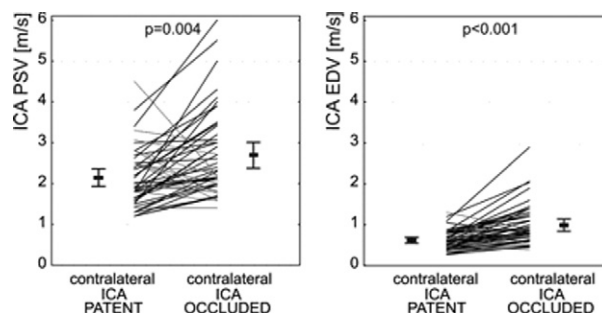 ICA PSV [m/s]
p=0.004
6
5
4
3
2
1
0
contralateral
ICA
PATENT
contralateral
ICA
OCCLUDED
ICA EDV [m/s]
p<0.001
6
5
4
3
2
1
0
contralateral
ICA
PATENT
contralateral
ICA
OCCLUDED